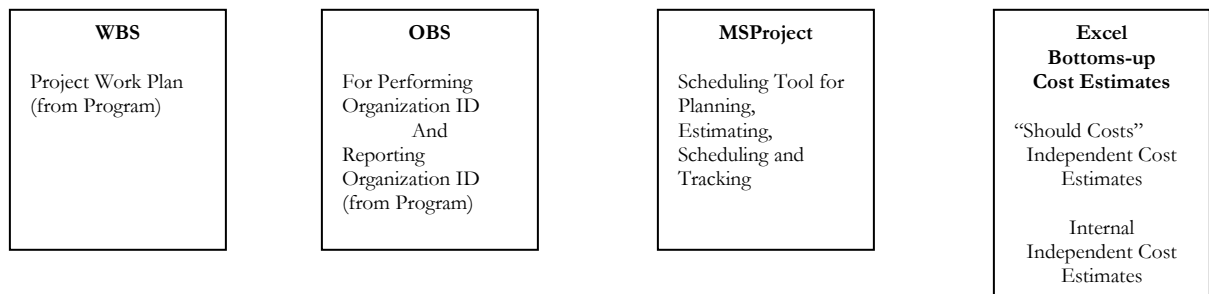 WBS
Project Work Plan
(from Program)
OBS
For Performing
Organization ID
And
Reporting
Organization ID
(from Program)
MSProject
Scheduling Tool for
Planning,
Estimating,
Scheduling and
Tracking
Excel
Bottoms-up
Cost Estimates
“Should Costs”
Independent Cost
Estimates
Internal
Independent Cost
Estimates